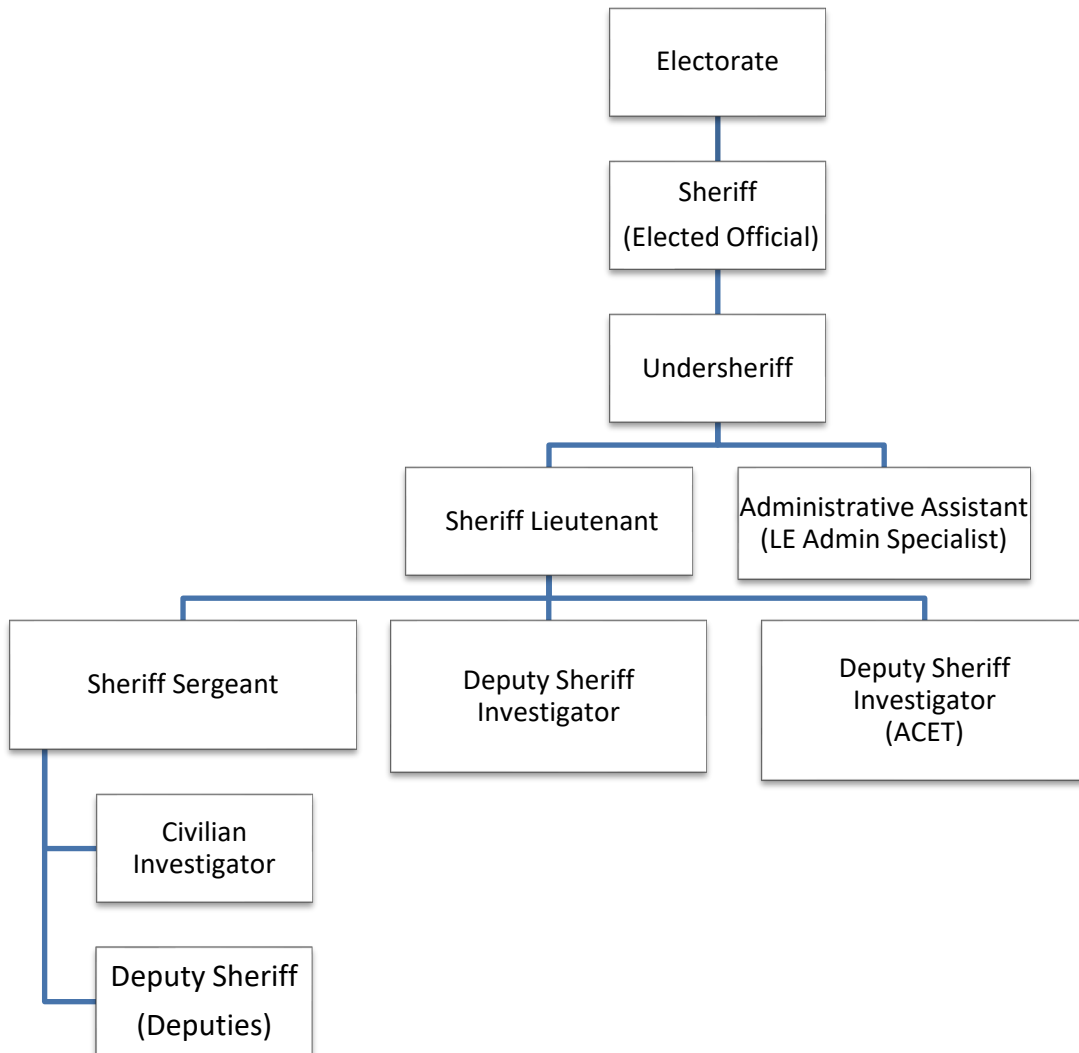 Electorate
Sheriff
(Elected Official)
Undersheriff
Sheriff Lieutenant
Administrative Assistant
(LE Admin Specialist)
Sheriff Sergeant
Deputy Sheriff
Investigator
Deputy Sheriff
Investigator
(ACET)
Civilian
Investigator
Deputy Sheriff
(Deputies)